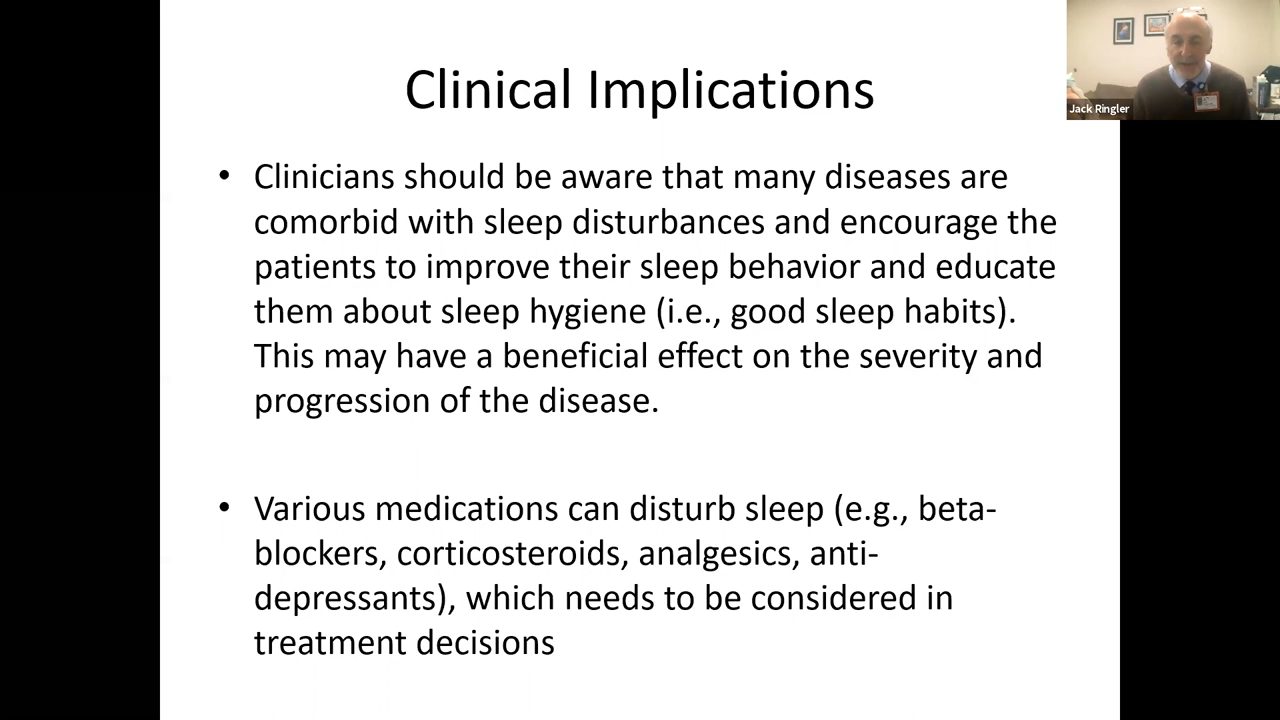 Clinical Implications
Jack Ringler
• Clinicians should be aware that many diseases are
comorbid with sleep disturbances and encourage the
patients to improve their sleep behavior and educate
them about sleep hygiene (i.e., good sleep habits).
This may have a beneficial effect on the severity and
progression of the disease.
• Various medications can disturb sleep (e.g., beta-
blockers, corticosteroids, analgesics, anti-
depressants), which needs to be considered in
treatment decisions